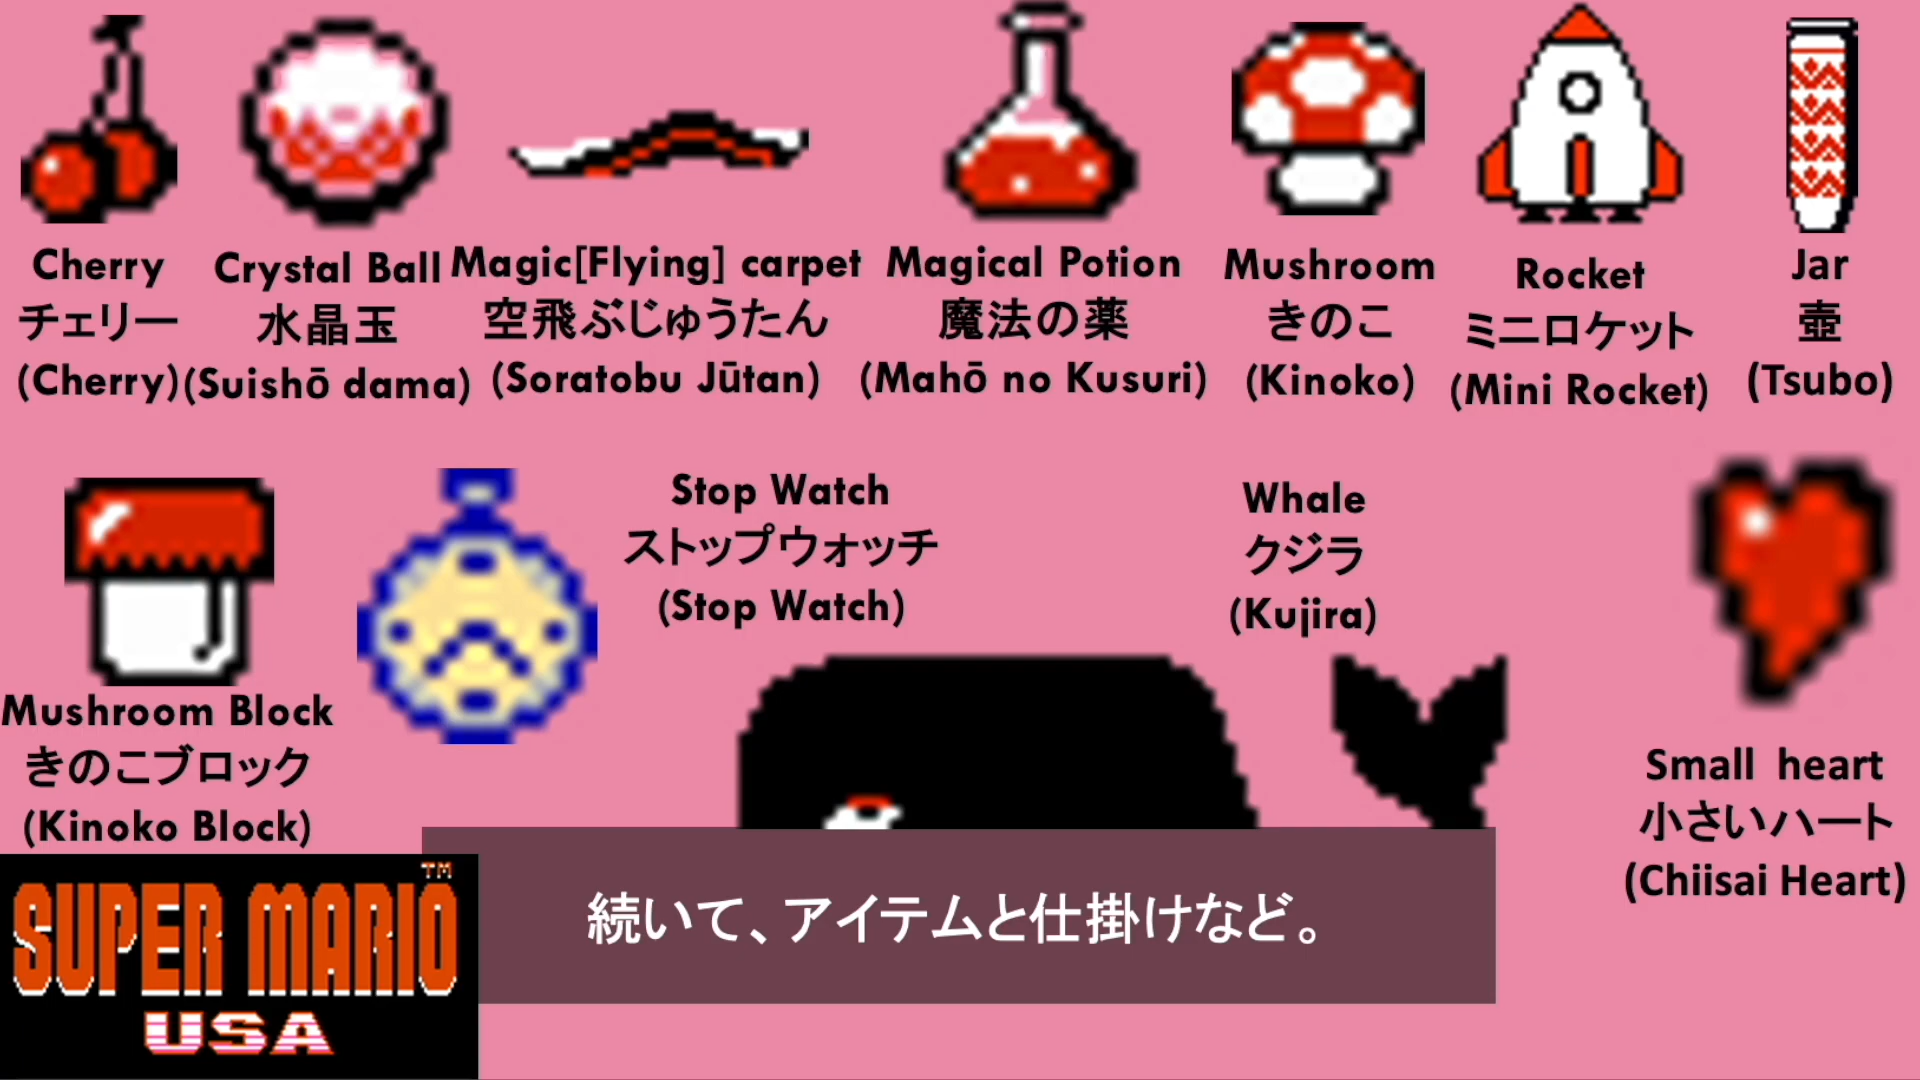 Cherry
チェリー
(Cherry)
Crystal Ball
水晶玉
(Suishō dama)
Magic[Flying] carpet
空飛ぶじゅうたん
(Soratobu Jūtan)
Magical Potion
魔法の薬
(Mahō no Kusuri)
Mushroom
きのこ
(Kinoko)
Rocket
ミニロケット
(Mini Rocket)
Jar
壺
(Tsubo)
Mushroom Block
きのこブロック
(Kinoko Block)
Stop Watch
ストップウォッチ
(Stop Watch)
Whale
クジラ
(Kujira)
Small heart
小さいハート
(Chiisai Heart)
SUPER MARIO
TM
USA
続いて、アイテムと仕掛けなど。